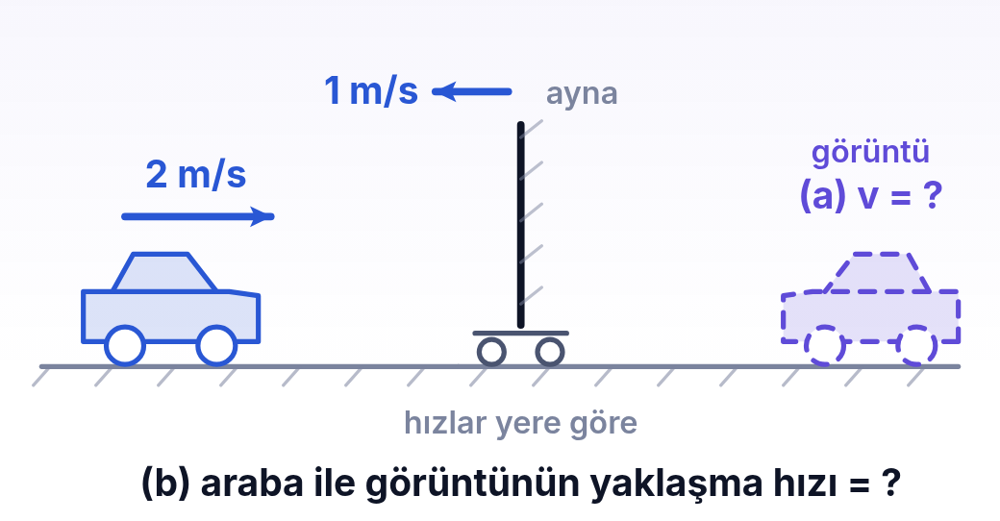 1 m/s
ayna
görüntü
2 m/s
(a) v = ?
hızlar yere göre
(b) araba ile görüntünün yaklaşma hızı = ?